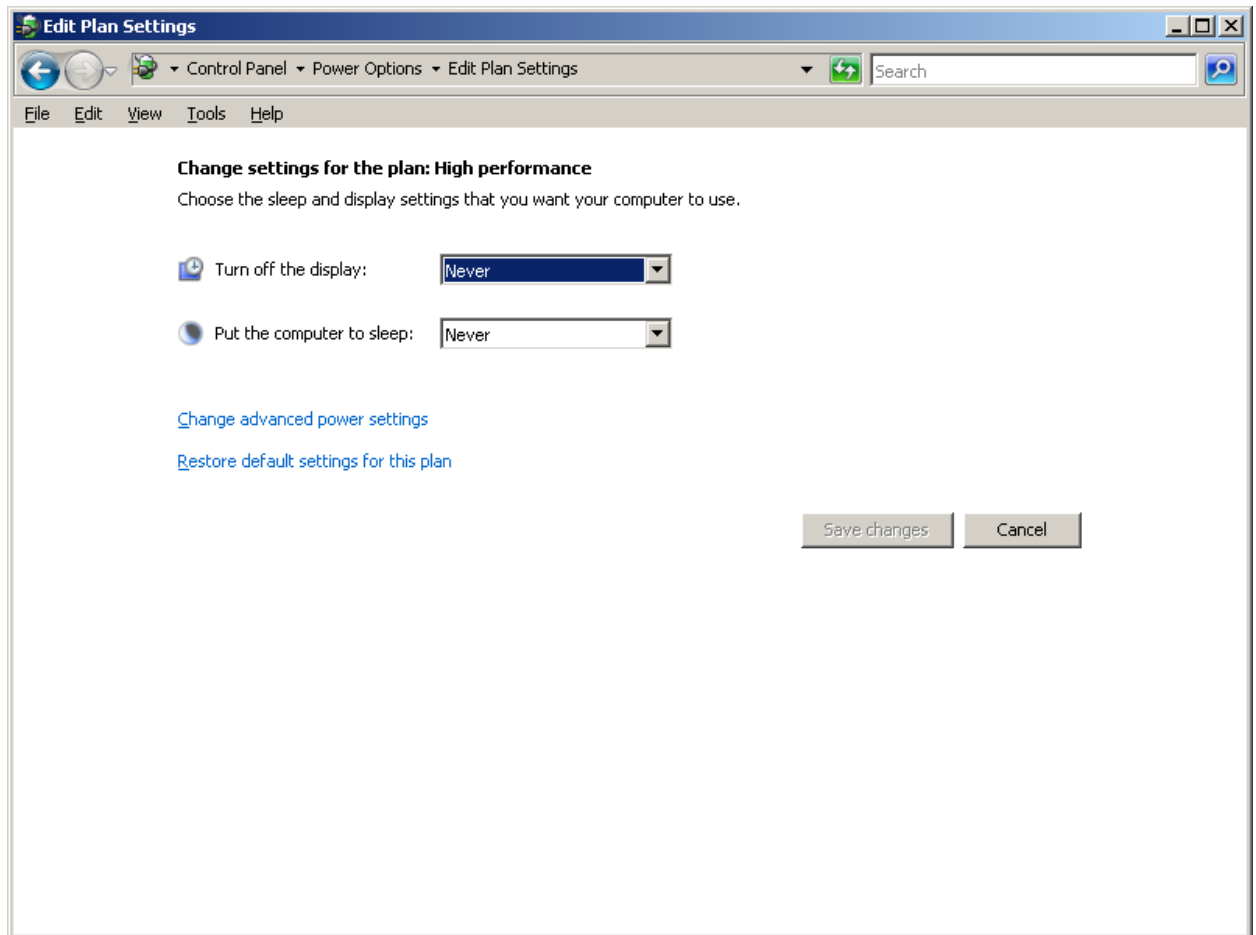 Edit Plan Settings
Control Panel Power Options Edit Plan Settings Search
File Edit View Tools Help
Change settings for the plan: High performance
Choose the sleep and display settings that you want your computer to use.
Turn off the display: Never
Put the computer to sleep: Never
Change advanced power settings
Restore default settings for this plan
Save changes Cancel